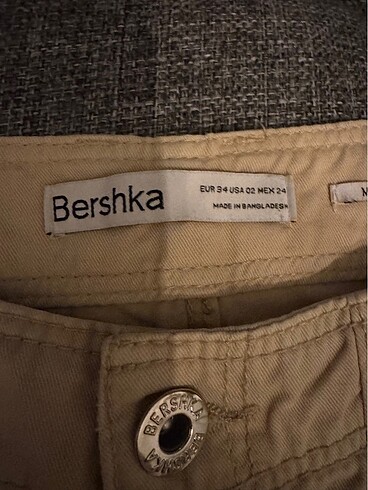 Bershka
EUR 34 USA 02 MEX 24
MADE IN BANGLADESH
M
BERSHKA BERSHKA